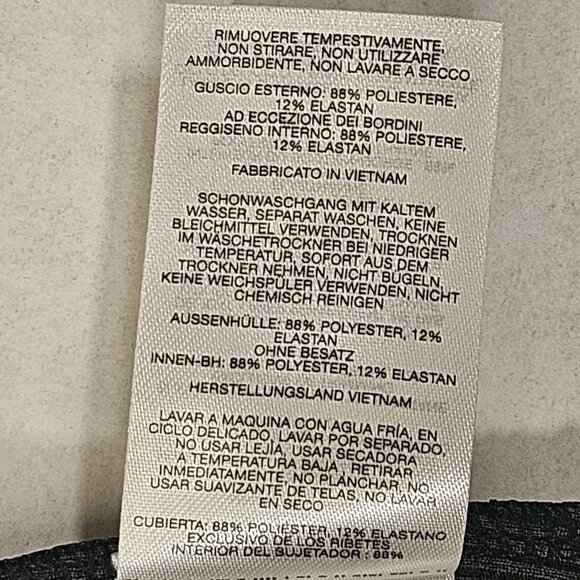 RIMUOVERE TEMPESTIVAMENTE,
NON STIRARE, NON UTILIZZARE
AMMORBIDENTE, NON LAVARE A SECCO
GUSCIO ESTERNO: 88% POLIESTERE,
12% ELASTAN
AD ECCEZIONE DEI BORDINI
REGGISENO INTERNO: 88% POLIESTERE,
12% ELASTAN
FABBRICATO IN VIETNAM
SCHONWASCHGANG MIT KALTEM
WASSER, SEPARAT WASCHEN, KEINE
BLEICHMITTEL VERWENDEN, TROCKNEN
IM WÄSCHETROCKNER BEI NIEDRIGER
TEMPERATUR, SOFORT AUS DEM
TROCKNER NEHMEN, NICHT BÜGELN,
KEINE WEICHSPÜLER VERWENDEN, NICHT
CHEMISCH REINIGEN
AUSSENHÜLLE: 88% POLYESTER, 12%
ELASTAN
OHNE BESATZ
INNEN-BH: 88% POLYESTER, 12% ELASTAN
HERSTELLUNGSLAND VIETNAM
LAVAR A MAQUINA CON AGUA FRÍA, EN
CICLO DELICADO, LAVAR POR SEPARADO,
NO USAR LEJÍA, USAR SECADORA
A TEMPERATURA BAJA, RETIRAR
INMEDIATAMENTE, NO PLANCHAR, NO
USAR SUAVIZANTE DE TELAS, NO LAVAR
EN SECO
CUBIERTA: 88% POLIESTER, 12% ELASTANO
EXCLUSIVO DE LOS RIBETES
INTERIOR DEL SUJETADOR: 88%